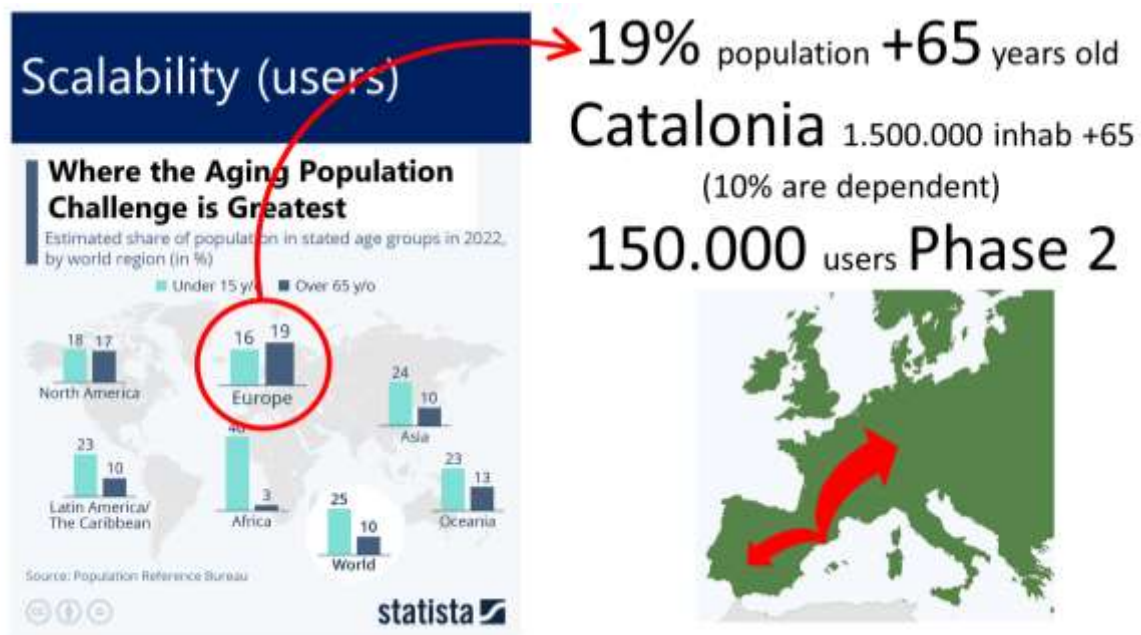 Scalability (users)
Where the Aging Population
Challenge is Greatest
Estimated share of population in stated age groups in 2022,
by world region (in %)
Under 15 y/o Over 65 y/o
18 17
North America
16 19
Europe
24 10
Asia
23 10
Latin America/
The Caribbean
3
Africa
25 10
World
23 13
Oceania
Source: Population Reference Bureau
statista
19% population +65 years old
Catalonia 1.500.000 inhab +65
(10% are dependent)
150.000 users Phase 2